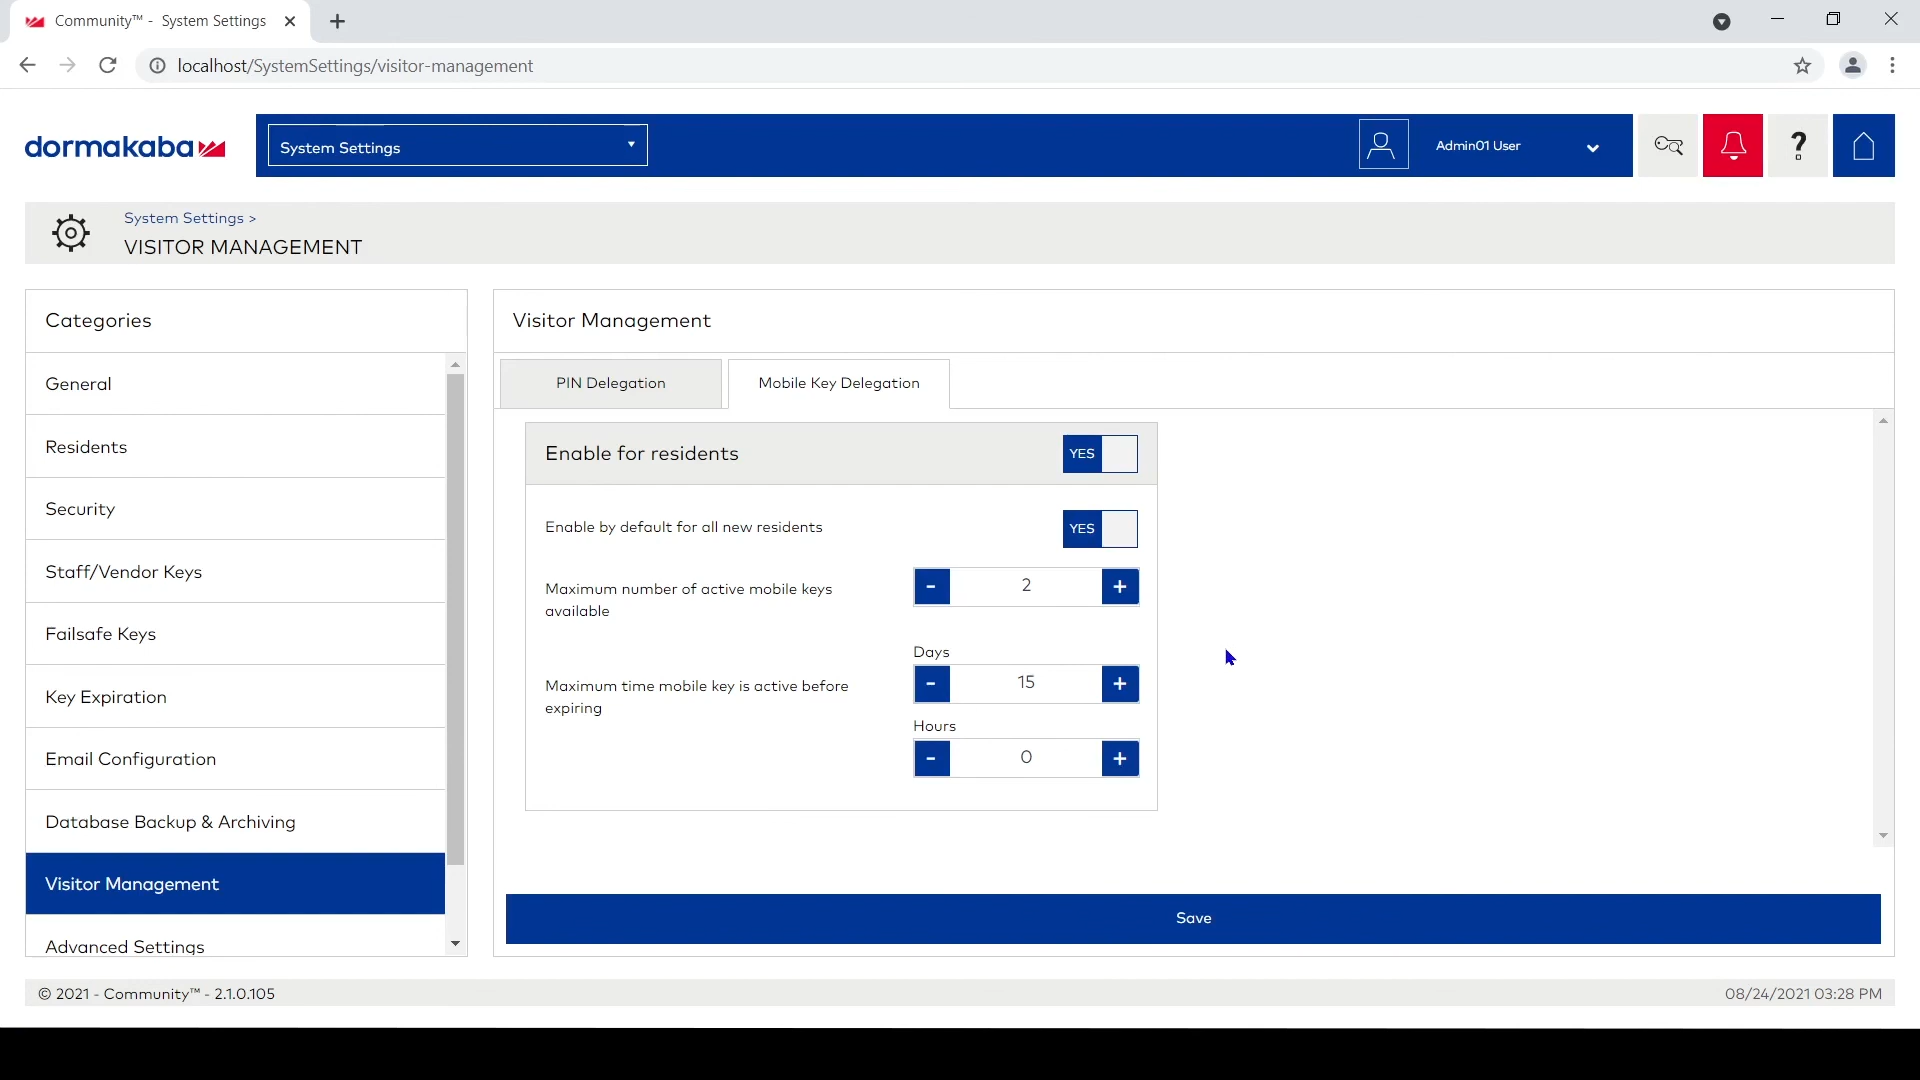 Community™ - System Settings
localhost/SystemSettings/visitor-management
dormakaba
System Settings
Admin01 User
?
System Settings >
VISITOR MANAGEMENT
Categories
General
Residents
Security
Staff/Vendor Keys
Failsafe Keys
Key Expiration
Email Configuration
Database Backup & Archiving
Visitor Management
Advanced Settings
Visitor Management
PIN Delegation
Mobile Key Delegation
Enable for residents
YES
Enable by default for all new residents
YES
Maximum number of active mobile keys
available
- 2 +
Maximum time mobile key is active before
expiring
Days
- 15 +
Hours
- 0 +
Save
© 2021 - Community™ - 2.1.0.105
08/24/2021 03:28 PM